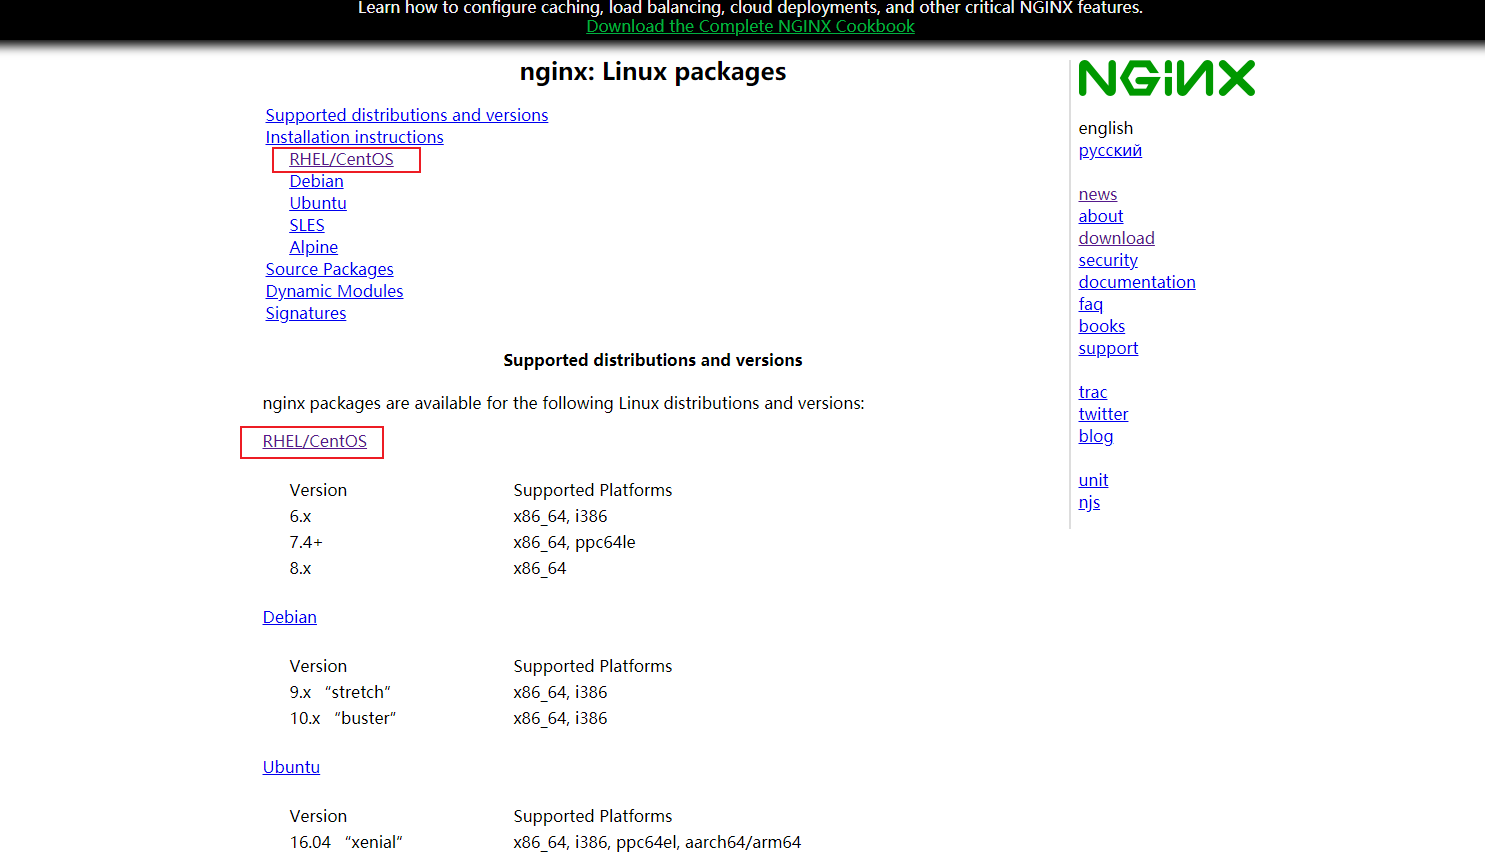 Learn how to configure caching, load balancing, cloud deployments, and other critical NGINX features.
Download the Complete NGINX Cookbook
nginx: Linux packages
Supported distributions and versions
Installation instructions
RHEL/CentOS
Debian
Ubuntu
SLES
Alpine
Source Packages
Dynamic Modules
Signatures
Supported distributions and versions
nginx packages are available for the following Linux distributions and versions:
RHEL/CentOS
Version Supported Platforms
6.x x86_64, i386
7.4+ x86_64, ppc64le
8.x x86_64
Debian
Version Supported Platforms
9.x “stretch” x86_64, i386
10.x “buster” x86_64, i386
Ubuntu
Version Supported Platforms
16.04 “xenial” x86_64, i386, ppc64el, aarch64/arm64
NGINX
english
русский
news
about
download
security
documentation
faq
books
support
trac
twitter
blog
unit
njs